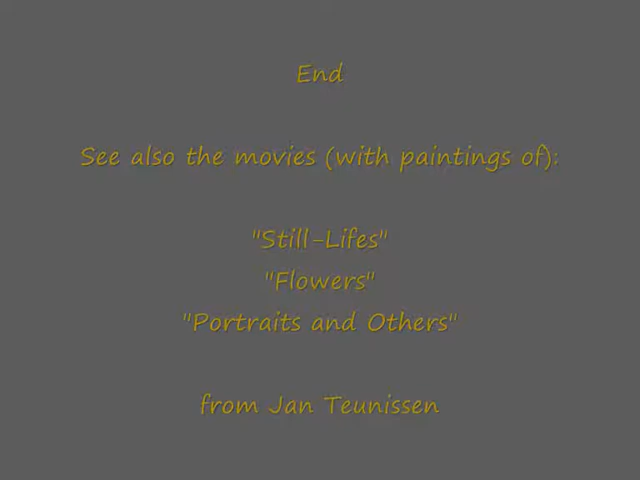 End
See also the movies (with paintings of):
"Still-Lifes"
"Flowers"
"Portraits and Others"
from Jan Teunissen